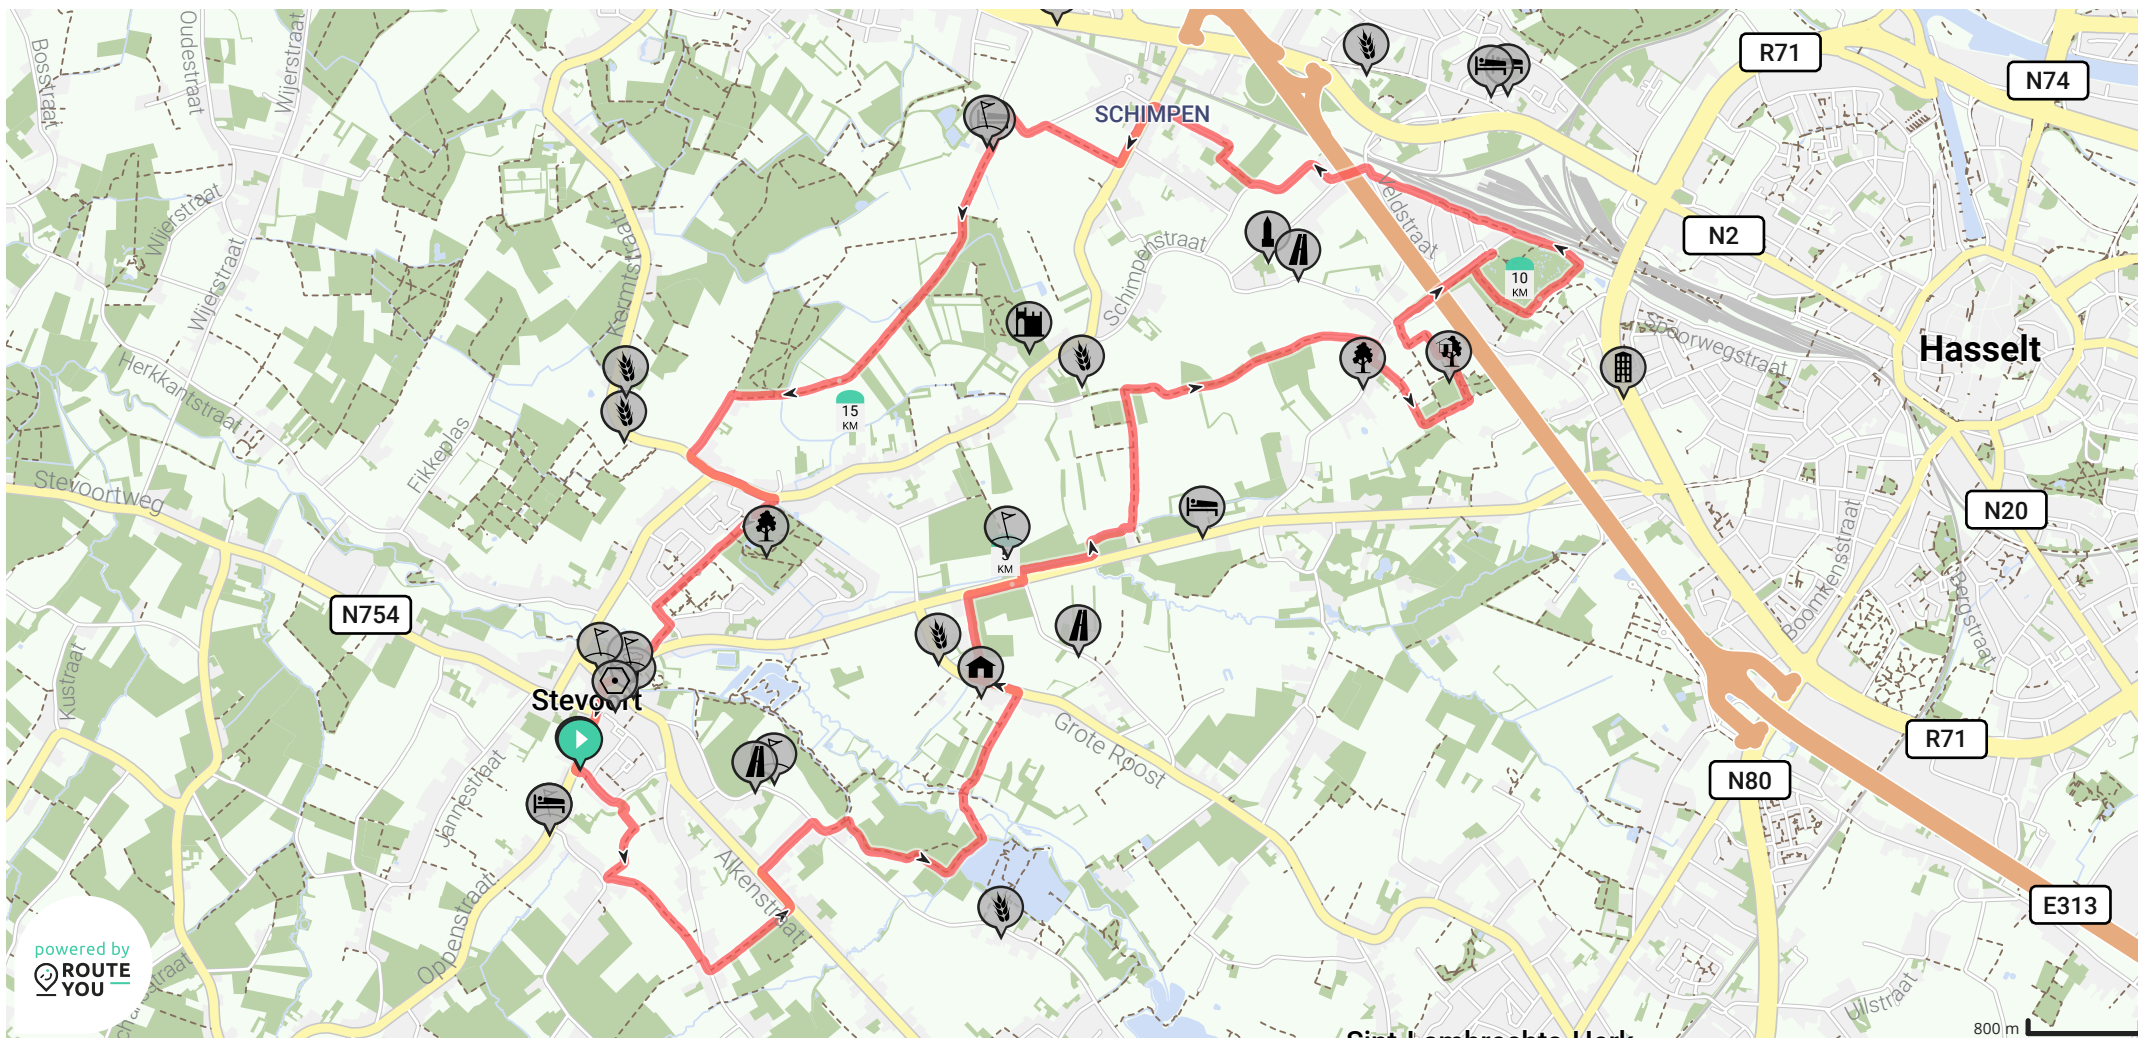 Bosstraat
Oudestraat
Wijerstraat
R71
N74
SCHIMPEN
Veldstraat
Wijerstraat
Wijerstraat
Kermtstraat
Schimpenstraat
N2
10
KM
Spoorwegstraat
Hasselt
Herkkantstraat
Fikkeplas
15
KM
Stevoortweg
N20
KM
Boomkensstraat
Bergstraat
N754
Kustraat
Stevoort
Grote Roost
R71
N80
Jannestraat
Alkenstraat
Oppenstraat
E313
powered by
ROUTE
YOU
Ulstraat
800 m